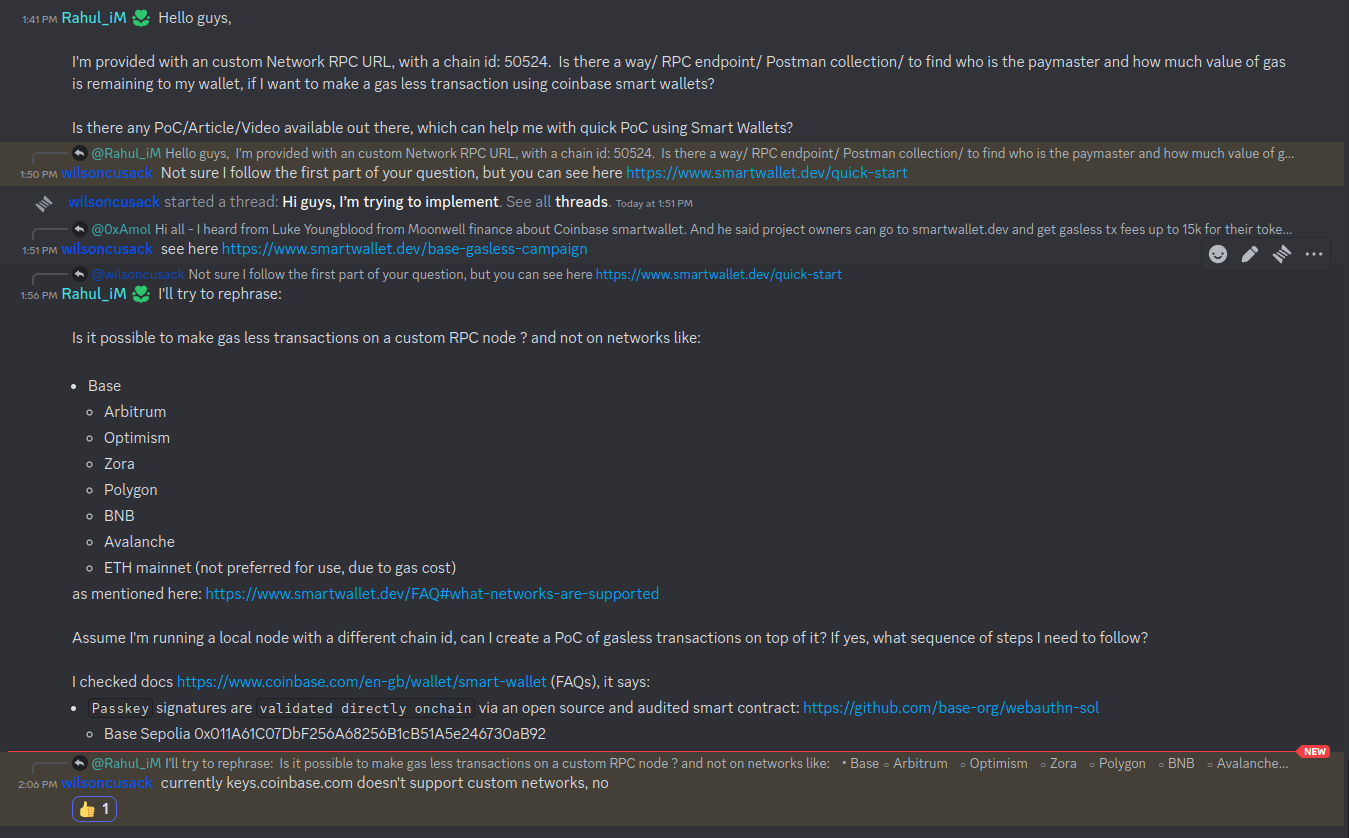 1:41 PM Rahul_iM Hello guys,
I'm provided with an custom Network RPC URL, with a chain id: 50524. Is there a way/ RPC endpoint/ Postman collection/ to find who is the paymaster and how much value of gas
is remaining to my wallet, if I want to make a gas less transaction using coinbase smart wallets?
Is there any PoC/Article/Video available out there, which can help me with quick PoC using Smart Wallets?
@Rahul_iM Hello guys, I'm provided with an custom Network RPC URL, with a chain id: 50524. Is there a way/ RPC endpoint/ Postman collection/ to find who is the paymaster and how much value of g...
1:50 PM wilsoncusack Not sure I follow the first part of your question, but you can see here https://www.smartwallet.dev/quick-start
wilsoncusack started a thread: Hi guys, I'm trying to implement. See all threads. Today at 1:51 PM
@0xAmol Hi all - I heard from Luke Youngblood from Moonwell finance about Coinbase smartwallet. And he said project owners can go to smartwallet.dev and get gasless tx fees up to 15k for their toke...
1:51 PM wilsoncusack see here https://www.smartwallet.dev/base-gasless-campaign
@wilsoncusack Not sure I follow the first part of your question, but you can see here https://www.smartwallet.dev/quick-start
1:56 PM Rahul_iM I'll try to rephrase:
Is it possible to make gas less transactions on a custom RPC node ? and not on networks like:
• Base
◦ Arbitrum
◦ Optimism
◦ Zora
◦ Polygon
◦ BNB
◦ Avalanche
◦ ETH mainnet (not preferred for use, due to gas cost)
as mentioned here: https://www.smartwallet.dev/FAQ#what-networks-are-supported
Assume I'm running a local node with a different chain id, can I create a PoC of gasless transactions on top of it? If yes, what sequence of steps I need to follow?
I checked docs https://www.coinbase.com/en-gb/wallet/smart-wallet (FAQs), it says:
• Passkey signatures are validated directly onchain via an open source and audited smart contract: https://github.com/base-org/webauthn-sol
◦ Base Sepolia 0x011A61C07DbF256A68256B1cB51A5e246730aB92
NEW
@Rahul_iM I'll try to rephrase: Is it possible to make gas less transactions on a custom RPC node ? and not on networks like: • Base ◦ Arbitrum ◦ Optimism ◦ Zora ◦ Polygon ◦ BNB ◦ Avalanche...
2:06 PM wilsoncusack currently keys.coinbase.com doesn't support custom networks, no
👍 1